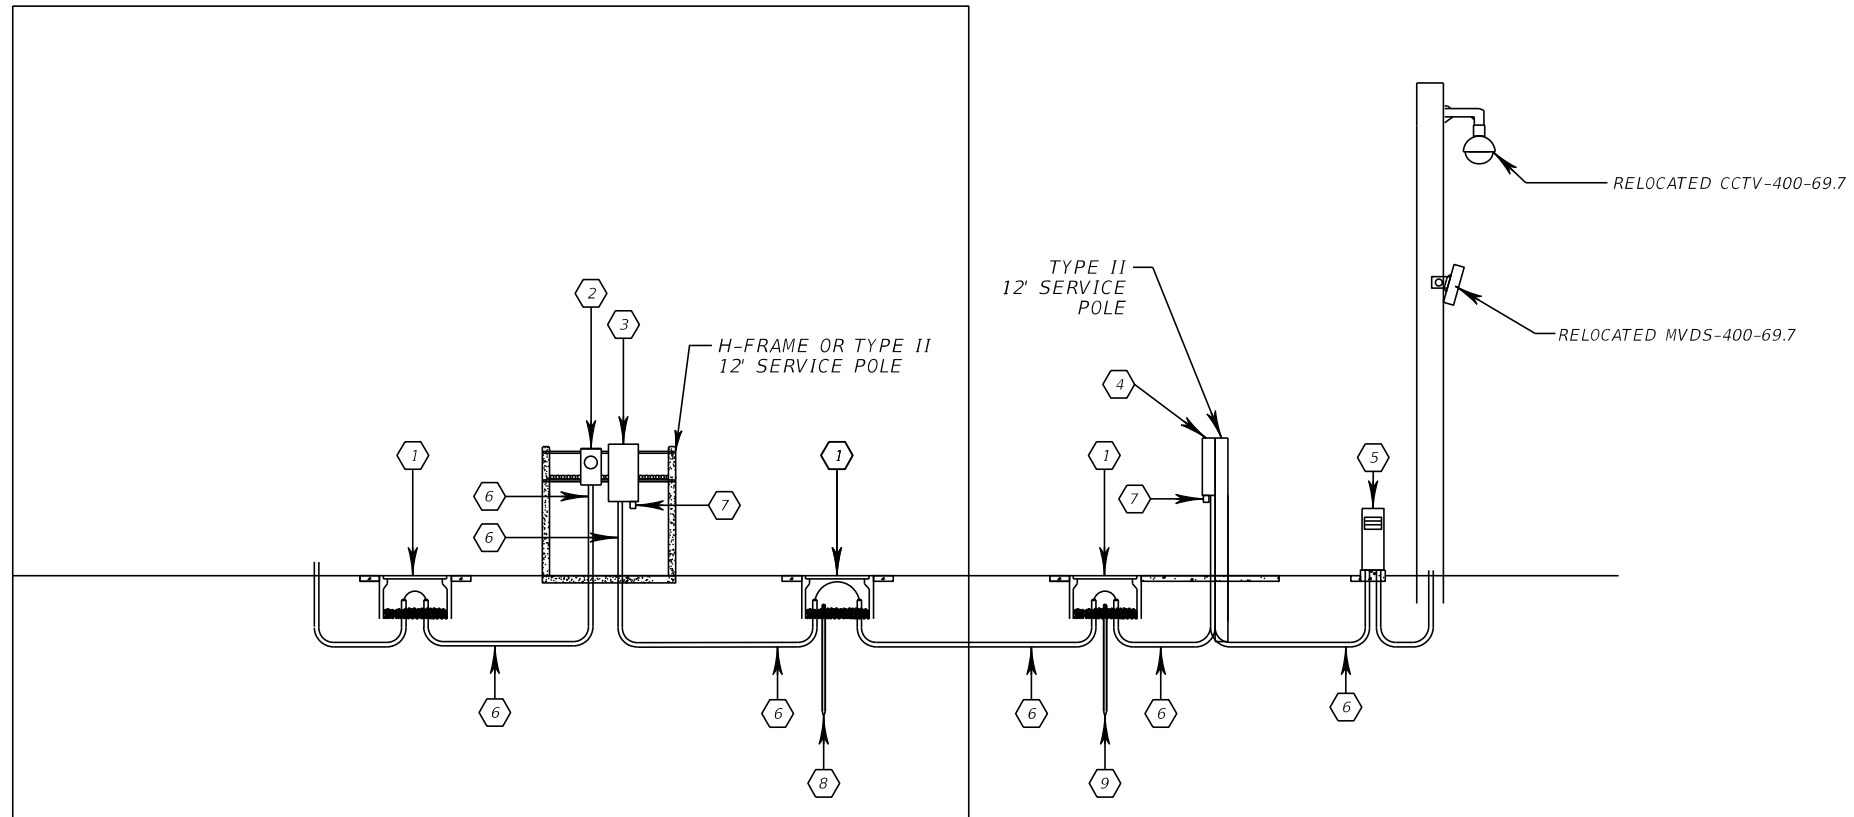 RELOCATED CCTV-400-69.7
TYPE II
12' SERVICE
POLE
2
3
RELOCATED MVDS-400-69.7
H-FRAME OR TYPE II
12' SERVICE POLE
4
1
1
1
5
6
7
7
6
6
6
6
6
6
8
9